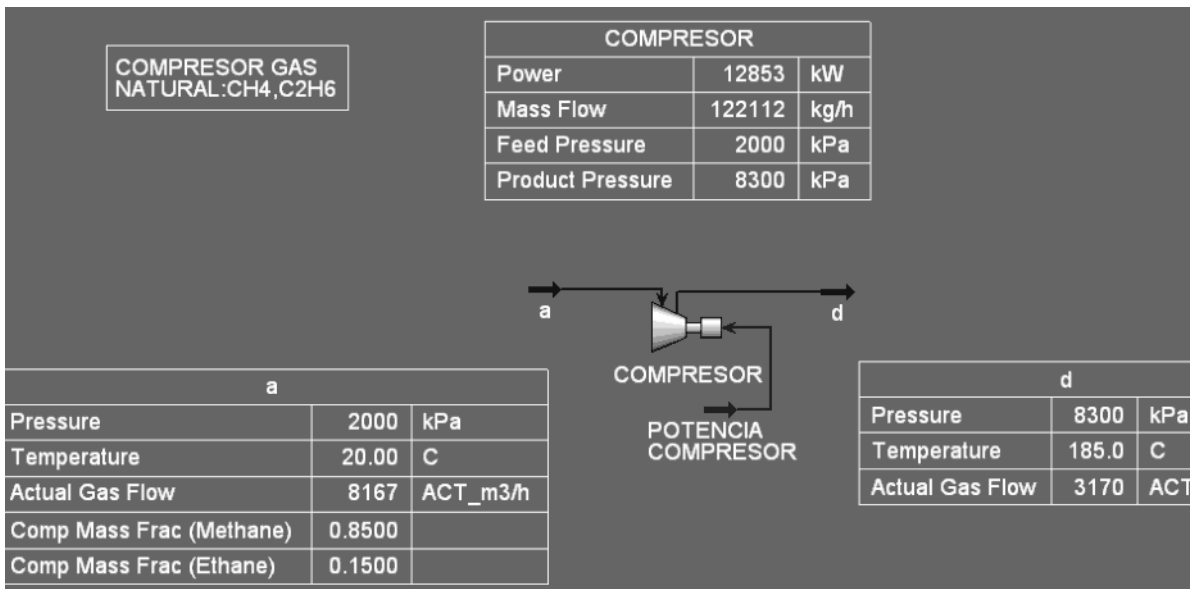 COMPRESOR GAS
NATURAL:CH4,C2H6
COMPRESOR
Power 12853 kW
Mass Flow 122112 kg/h
Feed Pressure 2000 kPa
Product Pressure 8300 kPa
a
d
COMPRESOR
POTENCIA
COMPRESOR
a
Pressure 2000 kPa
Temperature 20.00 C
Actual Gas Flow 8167 ACT_m3/h
Comp Mass Frac (Methane) 0.8500
Comp Mass Frac (Ethane) 0.1500
d
Pressure 8300 kPa
Temperature 185.0 C
Actual Gas Flow 3170 ACT